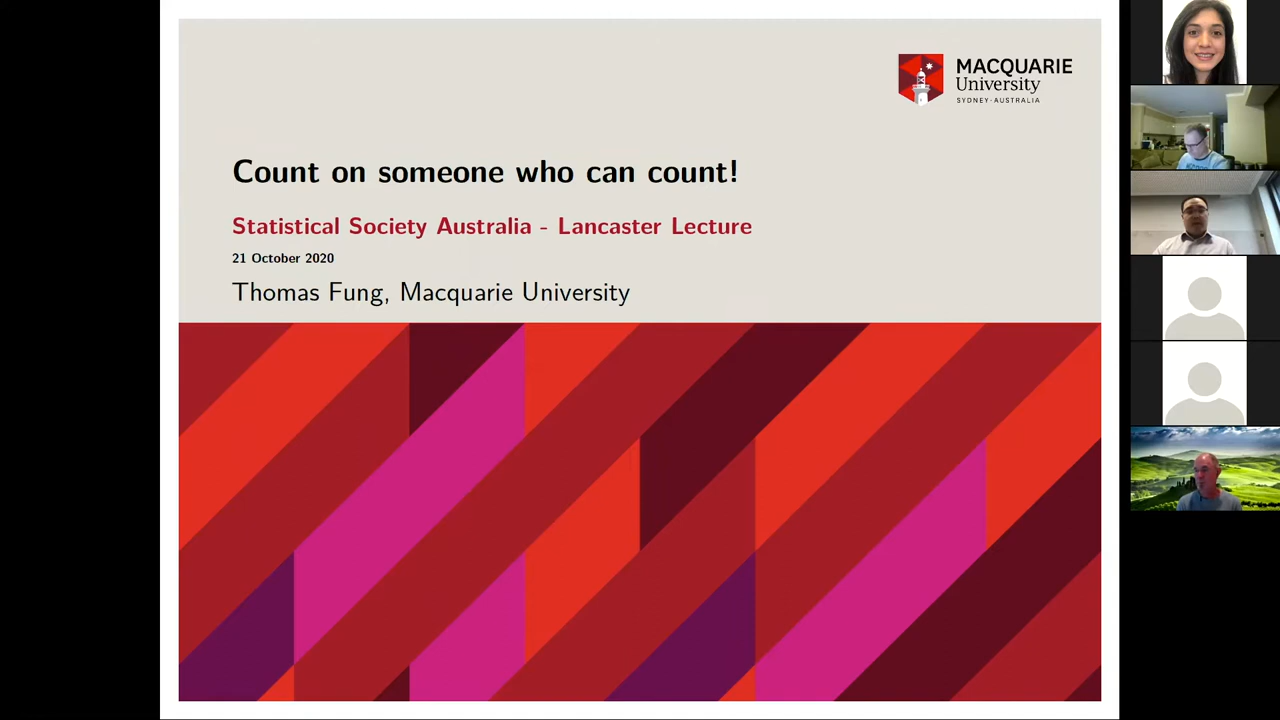 MACQUARIE
University
SYDNEY·AUSTRALIA
Count on someone who can count!
Statistical Society Australia - Lancaster Lecture
21 October 2020
Thomas Fung, Macquarie University